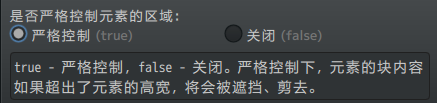 是否严格控制元素的区域:
严格控制 (true) 关闭 (false)
true - 严格控制, false - 关闭。严格控制下, 元素的块内容
如果超出了元素的高宽, 将会被遮挡、剪去。